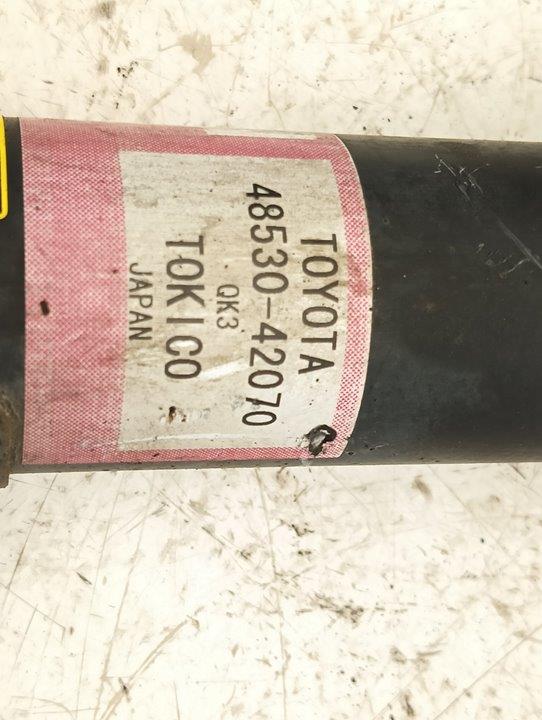 TOYOTA
48530-42070
QK3
TOKICO
JAPAN